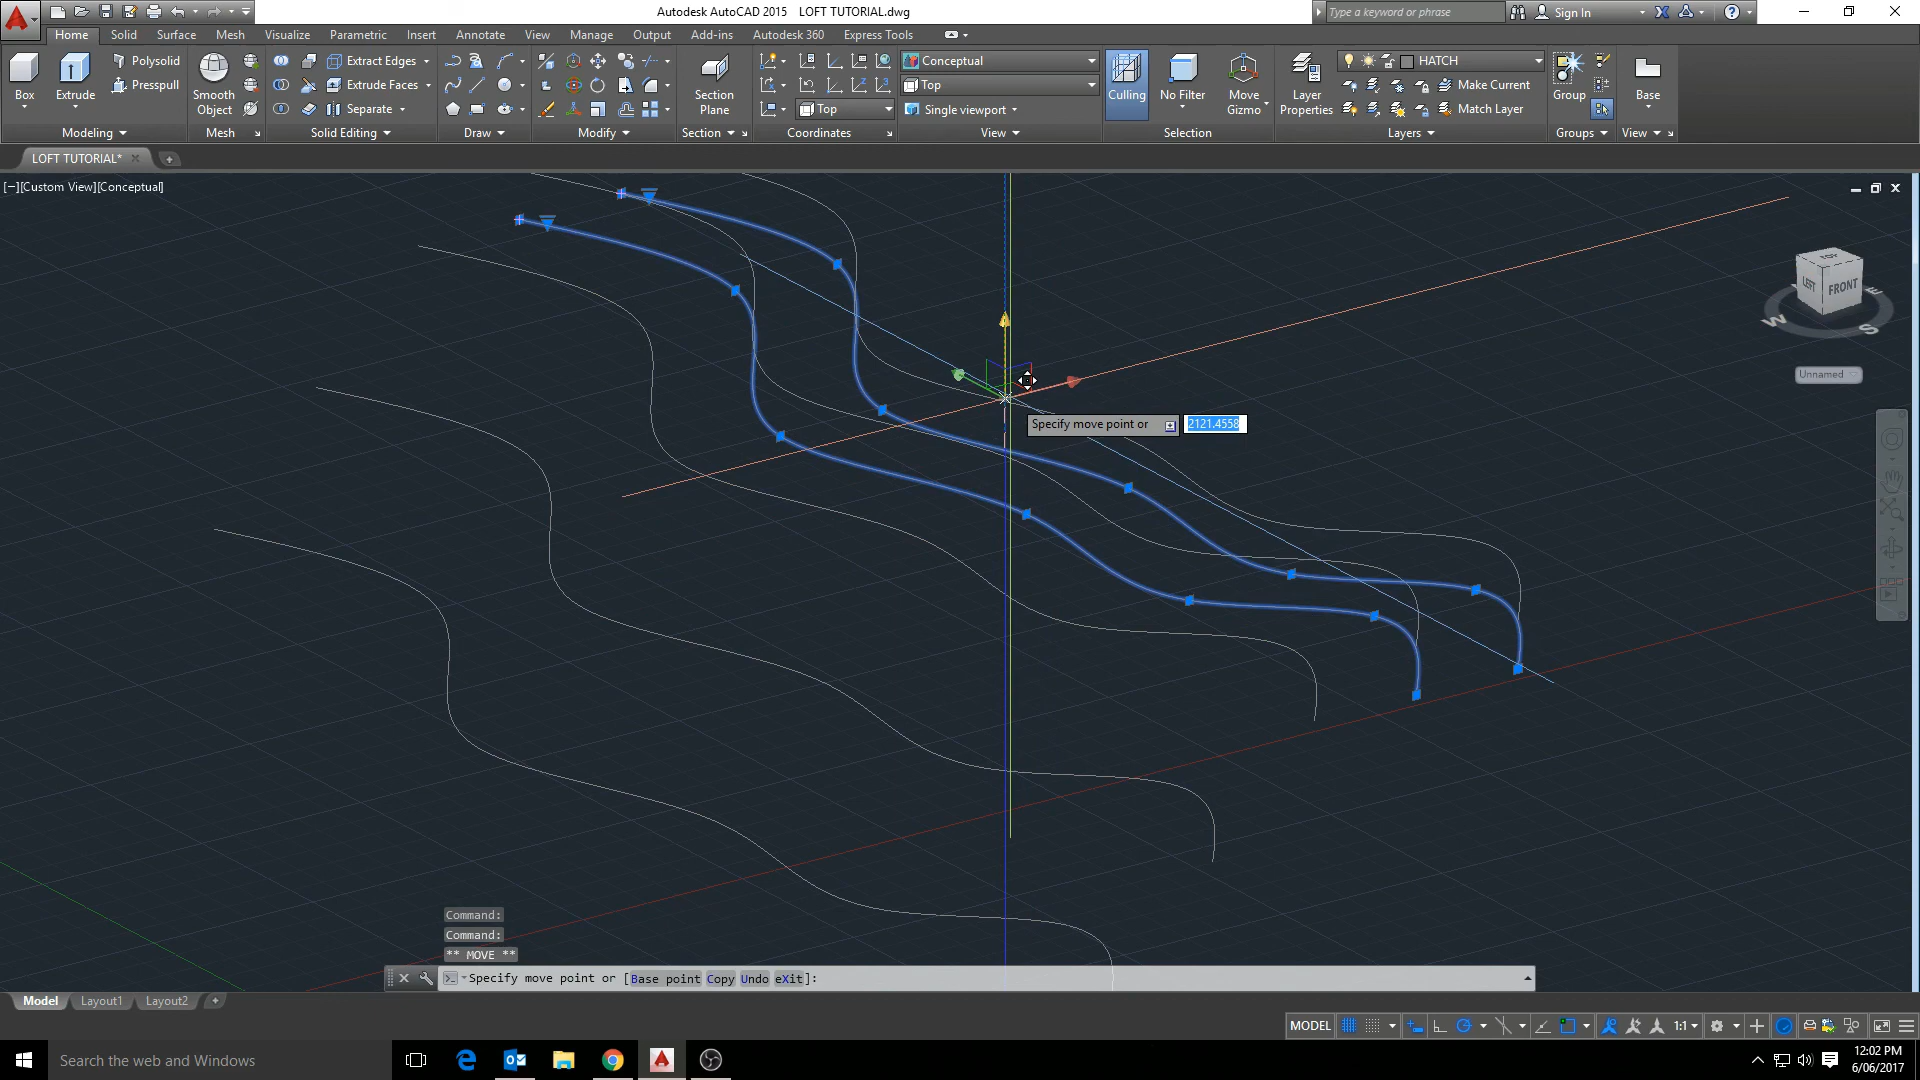 Autodesk AutoCAD 2015 LOFT TUTORIAL.dwg
Type a keyword or phrase
Sign In
Home Solid Surface Mesh Visualize Parametric Insert Annotate View Manage Output Add-ins Autodesk 360 Express Tools
Box
Extrude
Polysolid
Presspull
Modeling
Smooth
Object
Mesh
Extract Edges
Extrude Faces
Separate
Solid Editing
Draw
Modify
Section
Plane
Section
Top
Coordinates
Conceptual
Top
Single viewport
View
Culling
No Filter
Move
Gizmo
Selection
Layer
Properties
HATCH
Make Current
Match Layer
Layers
Group
Groups
Base
View
LOFT TUTORIAL*
[−][Custom View][Conceptual]
TOP
LEFT
FRONT
W
S
E
Unnamed
Specify move point or
2121.4558
Command:
Command:
** MOVE **
Specify move point or [Base point Copy Undo eXit]:
Model Layout1 Layout2
MODEL
1:1
Search the web and Windows
12:02 PM
6/06/2017